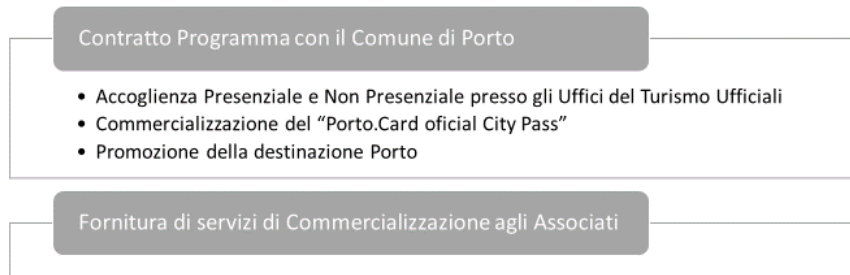 Contratto Programma con il Comune di Porto
• Accoglienza Presenziale e Non Presenziale presso gli Uffici del Turismo Ufficiali
• Commercializzazione del “Porto.Card oficial City Pass”
• Promozione della destinazione Porto
Fornitura di servizi di Commercializzazione agli Associati